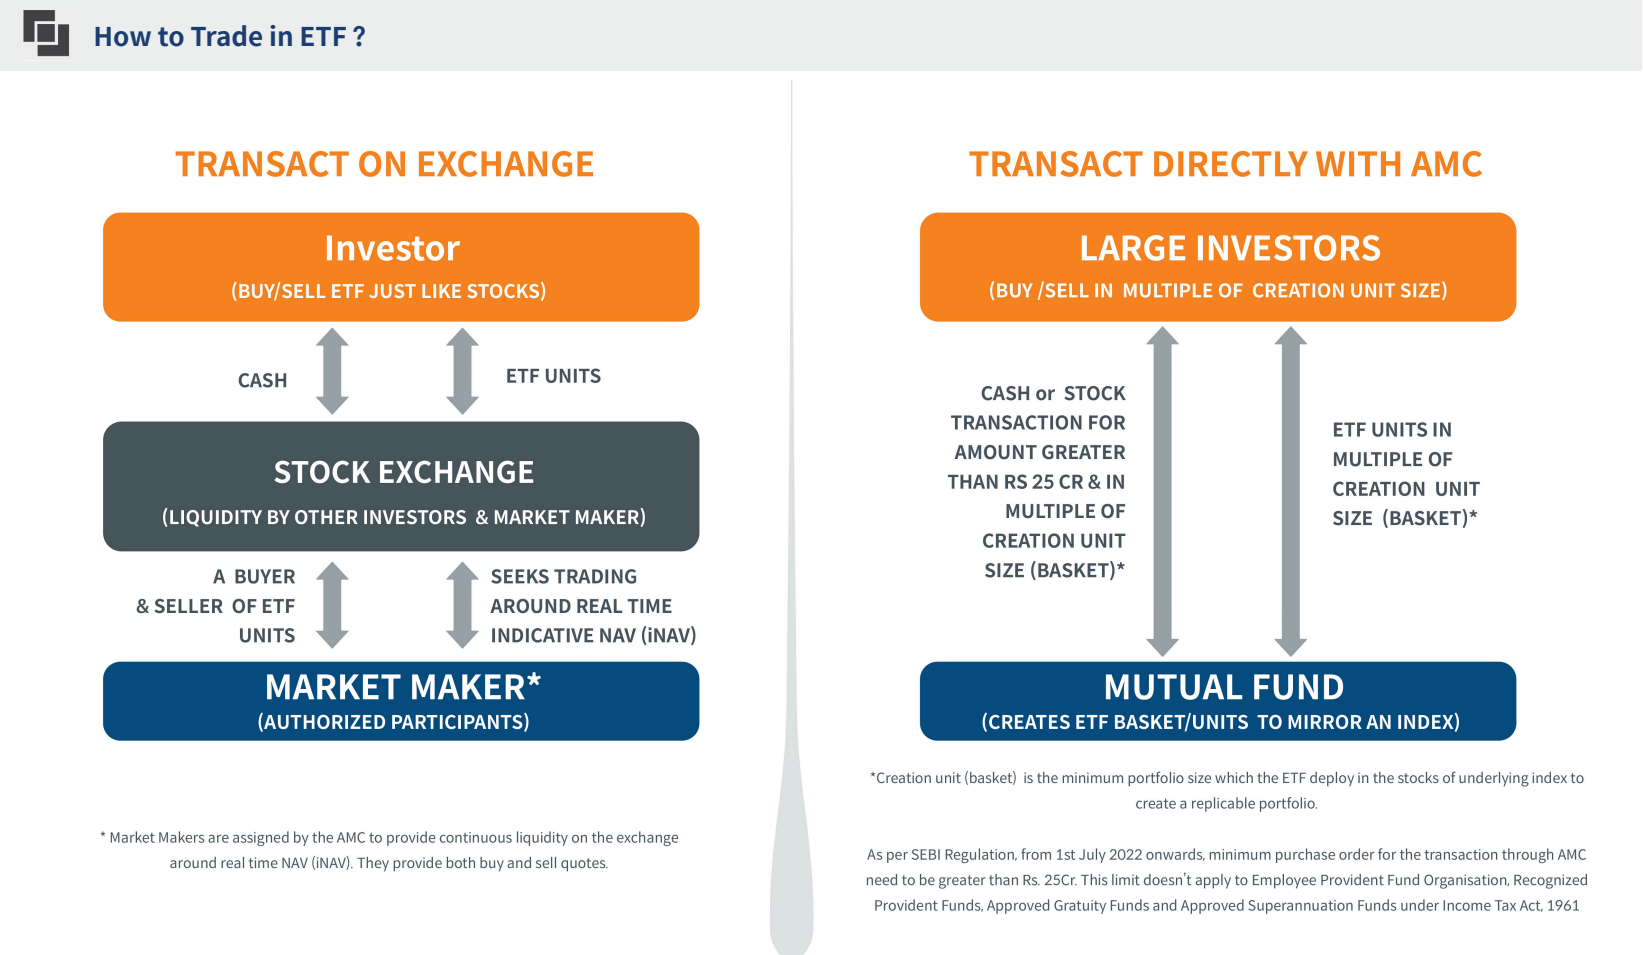 How to Trade in ETF ?
TRANSACT ON EXCHANGE
Investor
(BUY/SELL ETF JUST LIKE STOCKS)
CASH
ETF UNITS
STOCK EXCHANGE
(LIQUIDITY BY OTHER INVESTORS & MARKET MAKER)
A BUYER
& SELLER OF ETF
UNITS
SEEKS TRADING
AROUND REAL TIME
INDICATIVE NAV (iNAV)
MARKET MAKER*
(AUTHORIZED PARTICIPANTS)
* Market Makers are assigned by the AMC to provide continuous liquidity on the exchange
around real time NAV (iNAV). They provide both buy and sell quotes.
TRANSACT DIRECTLY WITH AMC
LARGE INVESTORS
(BUY /SELL IN MULTIPLE OF CREATION UNIT SIZE)
CASH or STOCK
TRANSACTION FOR
AMOUNT GREATER
THAN RS 25 CR & IN
MULTIPLE OF
CREATION UNIT
SIZE (BASKET)*
ETF UNITS IN
MULTIPLE OF
CREATION UNIT
SIZE (BASKET)*
MUTUAL FUND
(CREATES ETF BASKET/UNITS TO MIRROR AN INDEX)
*Creation unit (basket) is the minimum portfolio size which the ETF deploy in the stocks of underlying index to
create a replicable portfolio.
As per SEBI Regulation, from 1st July 2022 onwards, minimum purchase order for the transaction through AMC
need to be greater than Rs. 25Cr. This limit doesn't apply to Employee Provident Fund Organisation, Recognized
Provident Funds, Approved Gratuity Funds and Approved Superannuation Funds under Income Tax Act, 1961